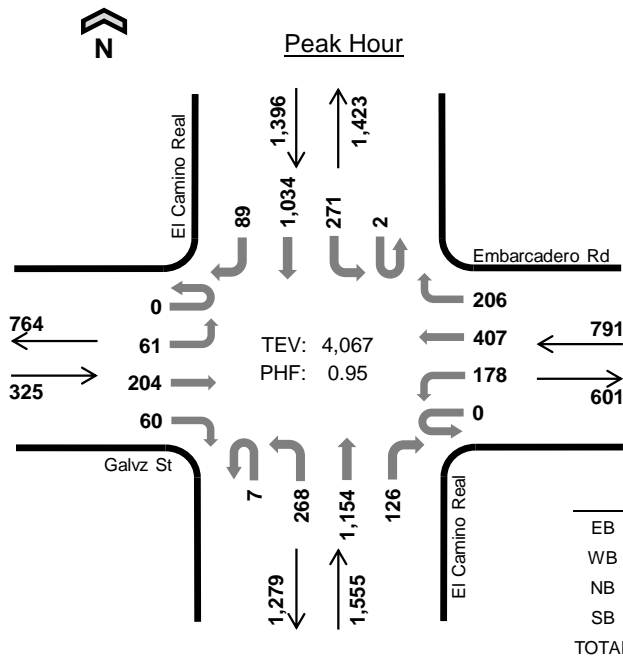 N
Peak Hour
El Camino Real
1,396
1,423
89
1,034
271
2
Embarcadero Rd
0
61
204
60
764
325
TEV: 4,067
PHF: 0.95
206
407
178
0
791
601
Galvz St
7
268
1,154
126
El Camino Real
1,279
1,555
EB
WB
NB
SB
TOTAL